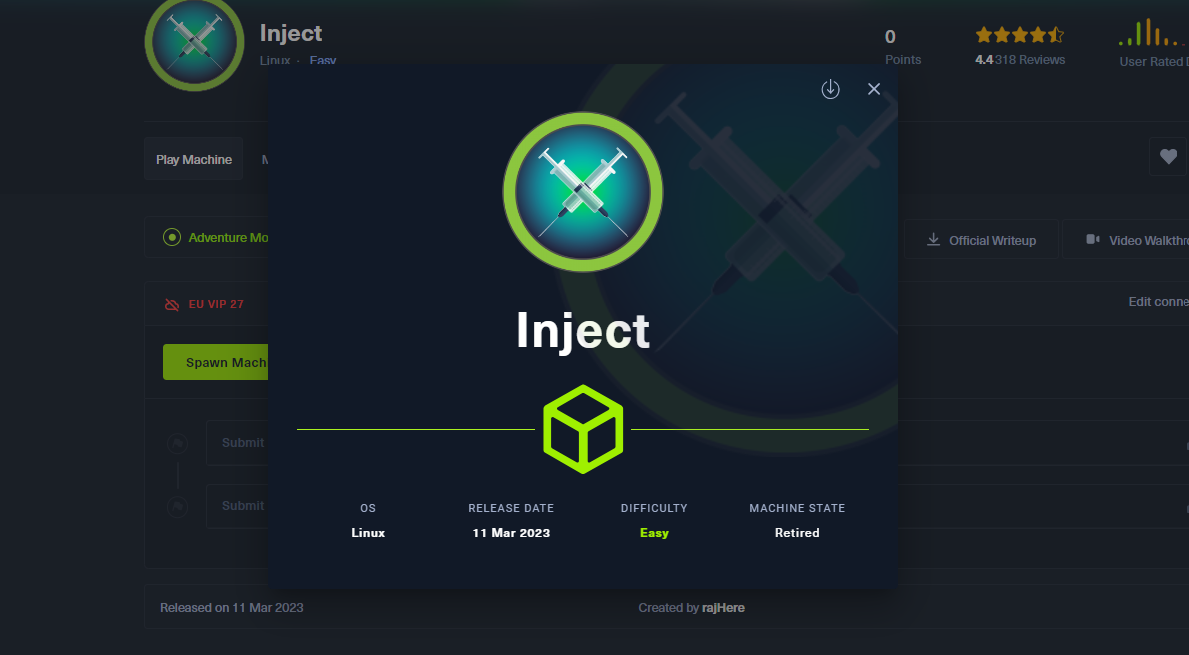 Inject
0
Linux · Easy
Points
4.4 318 Reviews
User Rated
Play Machine
Adventure Mo
Official Writeup
Video Walkthr
EU VIP 27
Edit conne
Inject
Spawn Mach
Submit
Submit
OS
RELEASE DATE
DIFFICULTY
MACHINE STATE
Linux
11 Mar 2023
Easy
Retired
Released on 11 Mar 2023
Created by rajHere